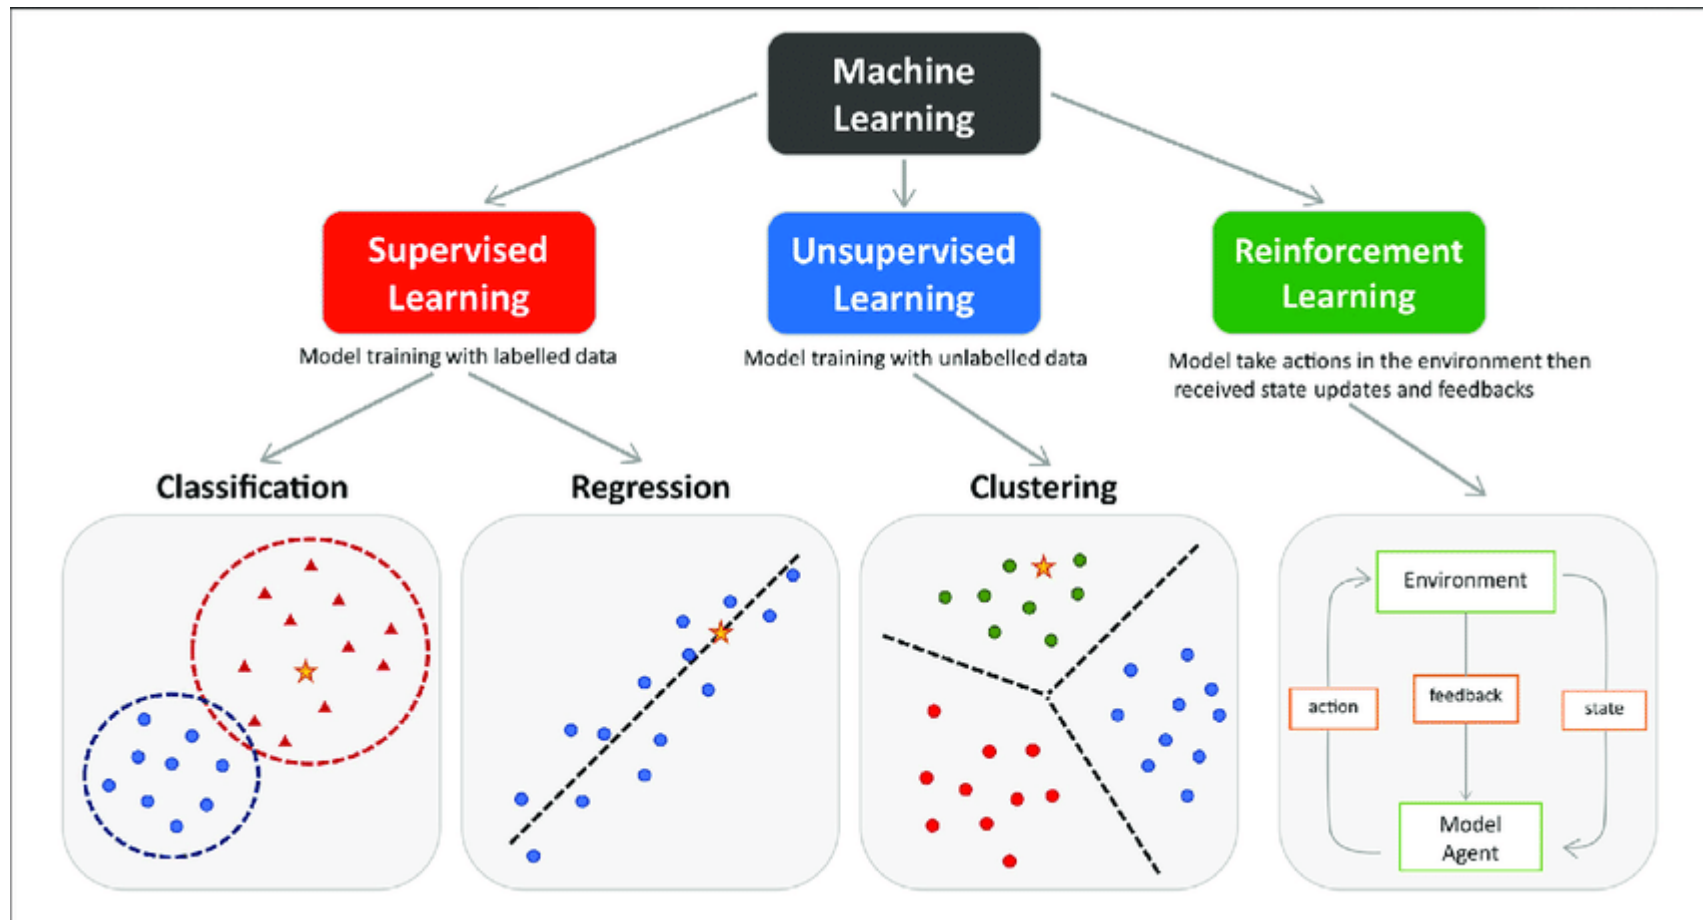 Machine
Learning
Supervised
Learning
Unsupervised
Learning
Reinforcement
Learning
Model training with labelled data
Model training with unlabelled data
Model take actions in the environment then
received state updates and feedbacks
Classification
Regression
Clustering
Environment
action
feedback
state
Model
Agent